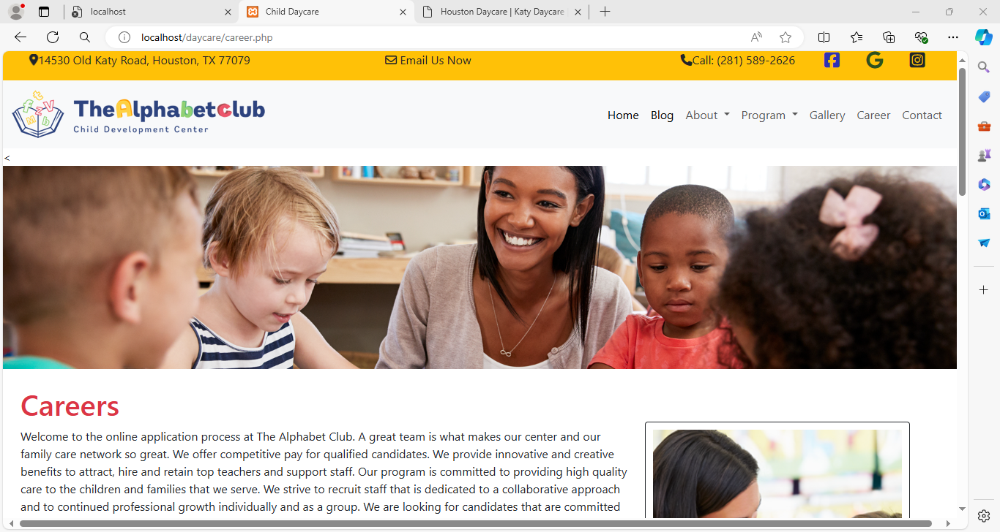 localhost
Child Daycare
Houston Daycare | Katy Daycare
localhost/daycare/career.php
14530 Old Katy Road, Houston, TX 77079
Email Us Now
Call: (281) 589-2626
TheAlphabetclub
Child Development Center
Home
Blog
About
Program
Gallery
Career
Contact
<
Careers
Welcome to the online application process at The Alphabet Club. A great team is what makes our center and our
family care network so great. We offer competitive pay for qualified candidates. We provide innovative and creative
benefits to attract, hire and retain top teachers and support staff. Our program is committed to providing high quality
care to the children and families that we serve. We strive to recruit staff that is dedicated to a collaborative approach
and to continued professional growth individually and as a group. We are looking for candidates that are committed